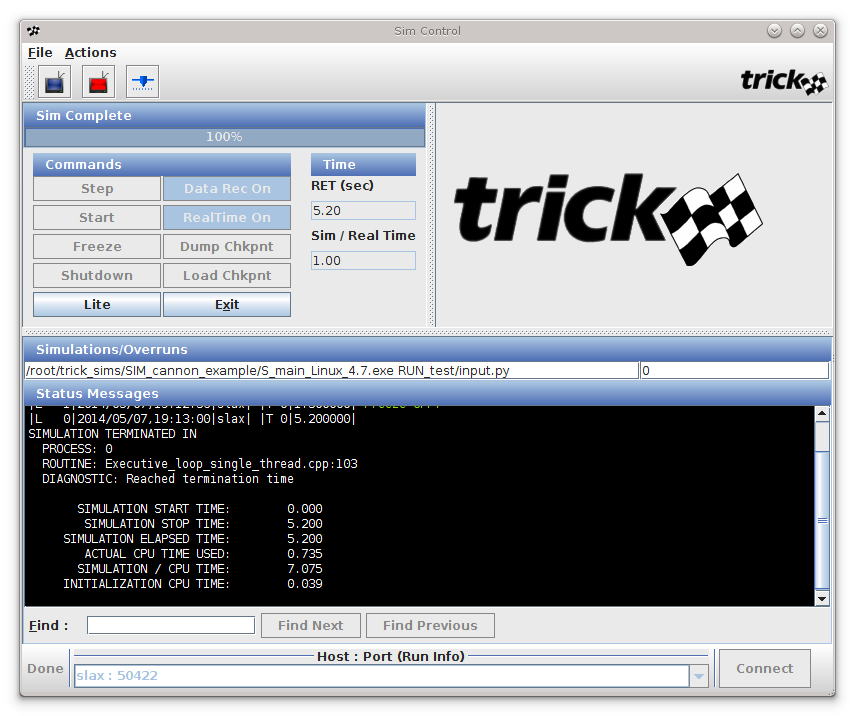 Sim Control
File Actions
trick
Sim Complete
100%
Commands
Time
Step
Data Rec On
RET (sec)
Start
RealTime On
5.20
Freeze
Dump Chkpnt
Sim / Real Time
Shutdown
Load Chkpnt
1.00
Lite
Exit
trick
Simulations/Overruns
/root/trick_sims/SIM_cannon_example/S_main_Linux_4.7.exe RUN_test/input.py 0
Status Messages
|L 0|2014/05/07,19:13:00|slax| |T 0|5.200000|
SIMULATION TERMINATED IN
PROCESS: 0
ROUTINE: Executive_loop_single_thread.cpp:103
DIAGNOSTIC: Reached termination time
SIMULATION START TIME: 0.000
SIMULATION STOP TIME: 5.200
SIMULATION ELAPSED TIME: 5.200
ACTUAL CPU TIME USED: 0.735
SIMULATION / CPU TIME: 7.075
INITIALIZATION CPU TIME: 0.039
Find :
Find Next
Find Previous
Host : Port (Run Info)
Done
slax : 50422
Connect